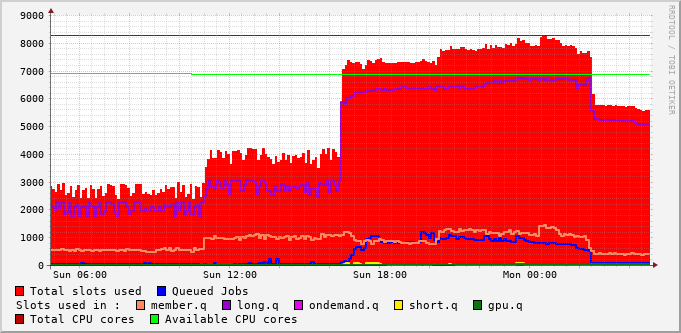 9000
8000
7000
6000
5000
4000
3000
2000
1000
0
Sun 06:00 Sun 12:00 Sun 18:00 Mon 00:00
RRDTOOL / TOBI OETIKER
Total slots used Queued Jobs
Slots used in : member.q long.q ondemand.q short.q gpu.q
Total CPU cores Available CPU cores